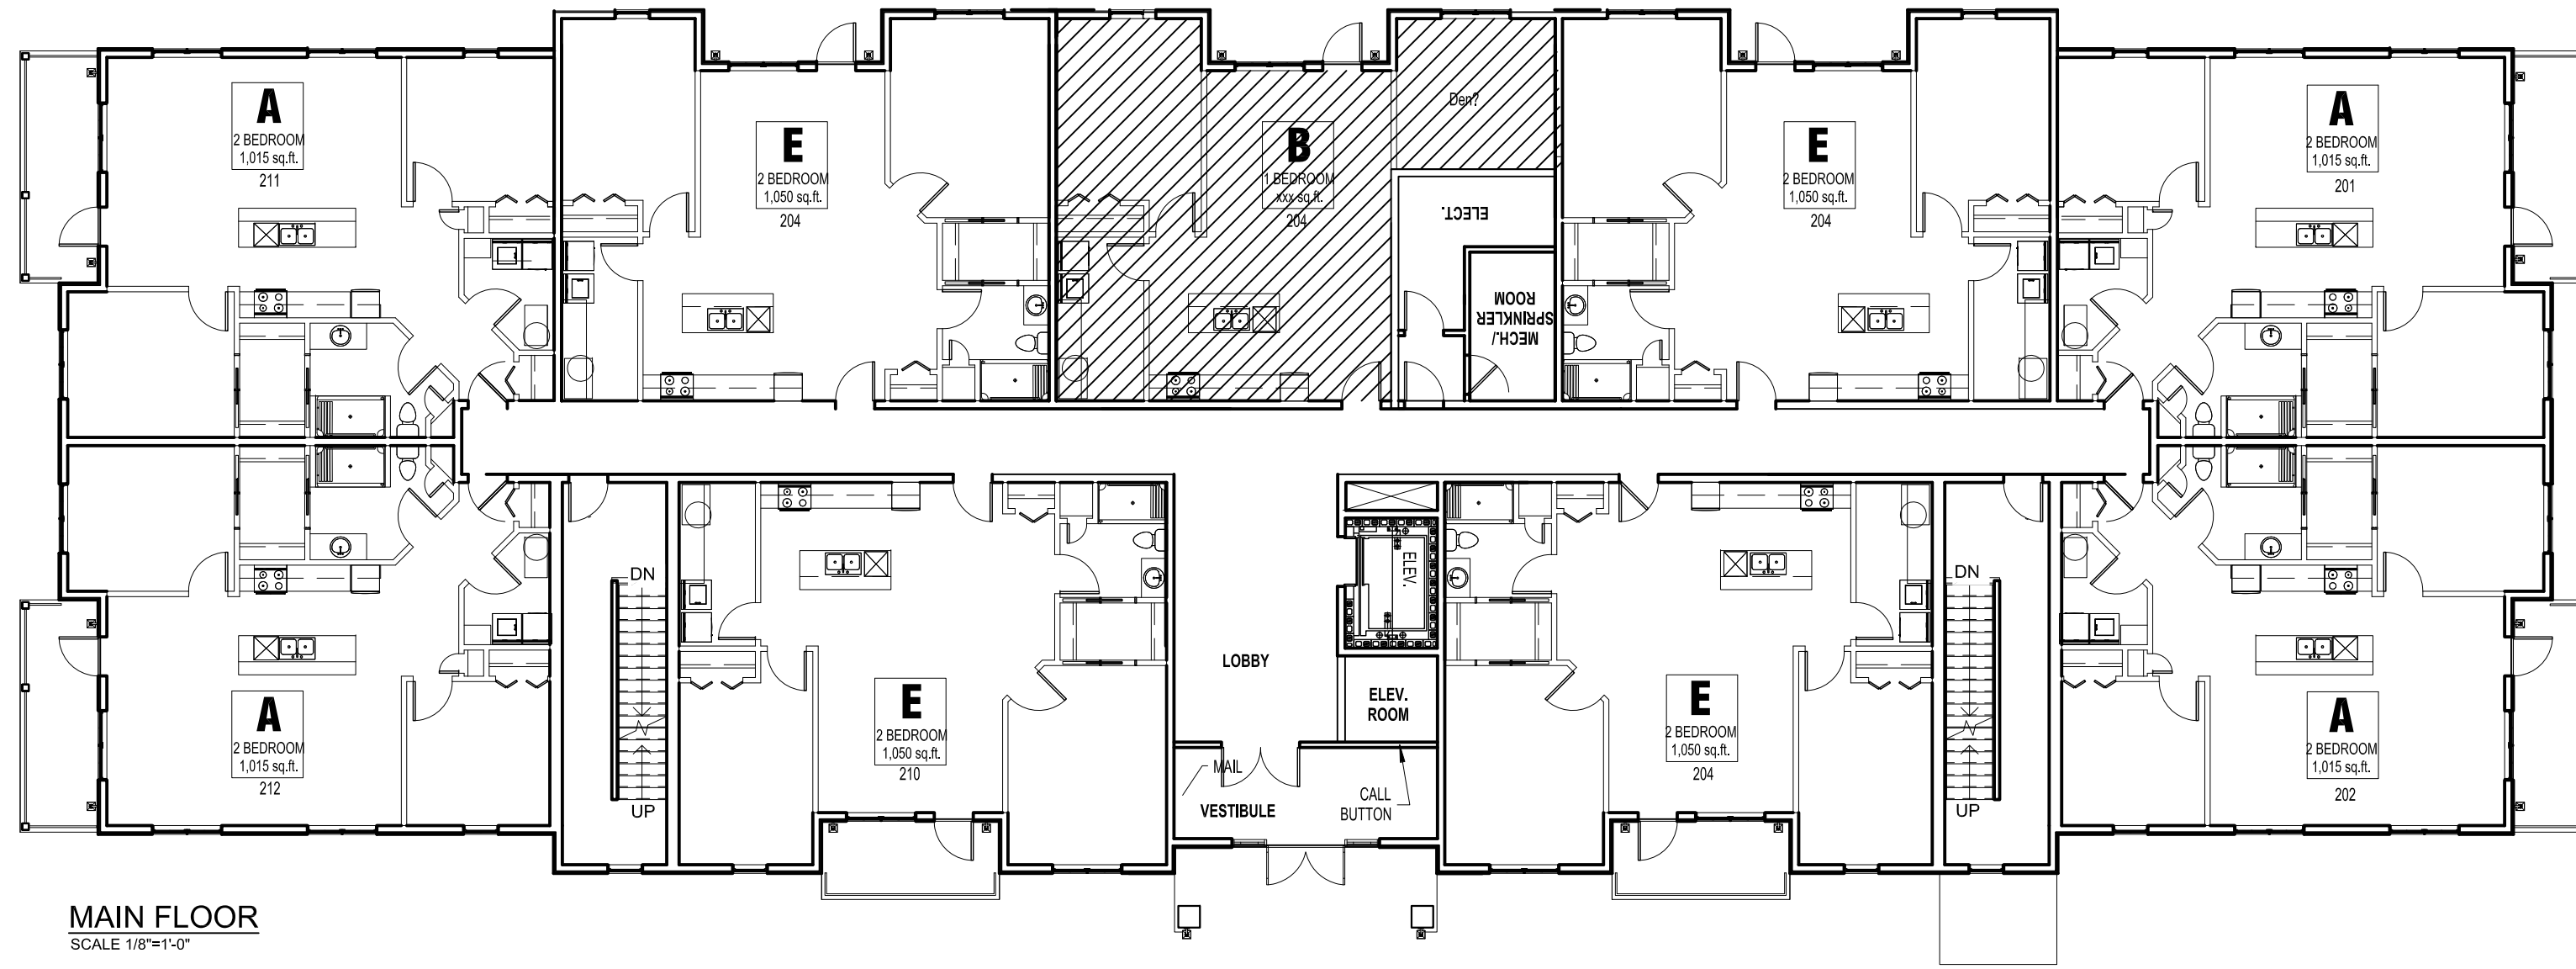 A
2 BEDROOM
1,015 sq.ft.
211
E
2 BEDROOM
1,050 sq.ft.
204
B
1 BEDROOM
xxx sq.ft.
204
Den?
E
2 BEDROOM
1,050 sq.ft.
204
A
2 BEDROOM
1,015 sq.ft.
201
ELECT.
MECH./
SPRINKLER
ROOM
A
2 BEDROOM
1,015 sq.ft.
212
DN
UP
E
2 BEDROOM
1,050 sq.ft.
210
LOBBY
ELEV.
ELEV.
ROOM
MAIL
VESTIBULE
CALL
BUTTON
E
2 BEDROOM
1,050 sq.ft.
204
DN
UP
A
2 BEDROOM
1,015 sq.ft.
202
MAIN FLOOR
SCALE 1/8"=1'-0"